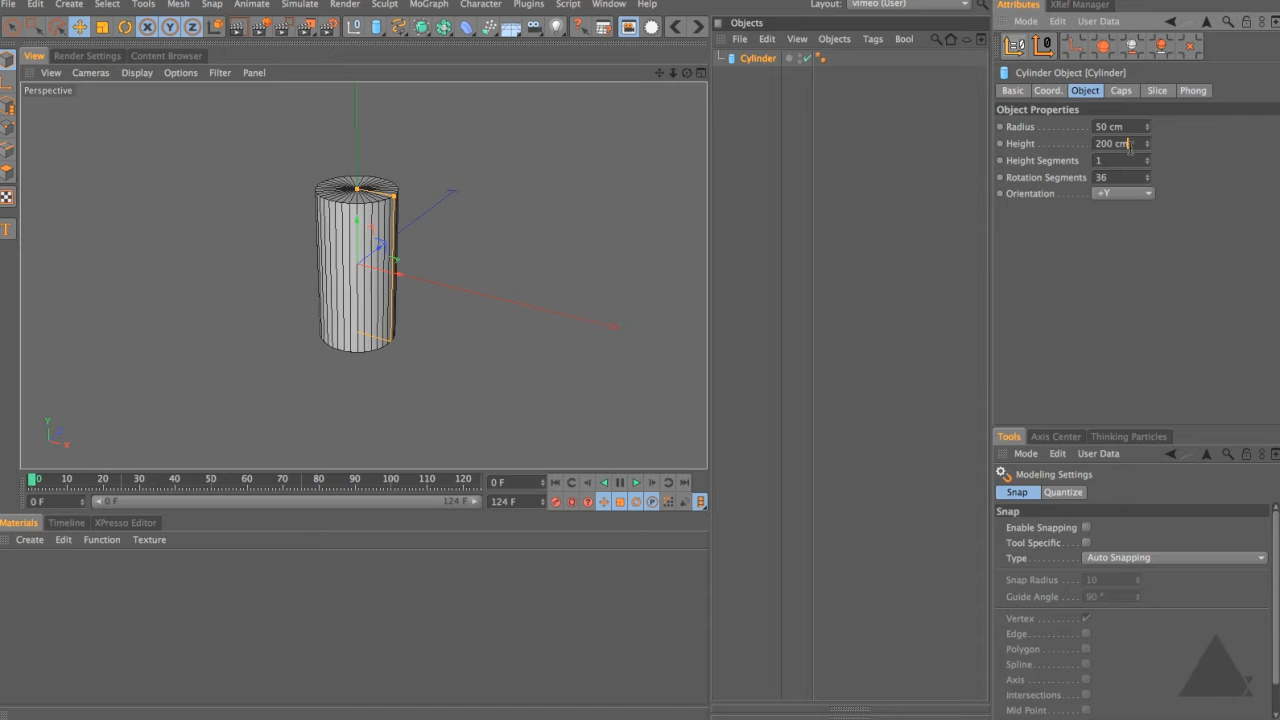 File Edit Create Select Tools Mesh Snap Animate Simulate Render Sculpt MoGraph Character Plugins Script Window Help Layout: vimeo (User)
Attributes XRef Manager
Objects
Mode Edit User Data
X Y Z
File Edit View Objects Tags Bool
View Render Settings Content Browser
Cylinder
View Cameras Display Options Filter Panel
Cylinder Object [Cylinder]
Perspective
Basic Coord. Object Caps Slice Phong
Object Properties
Radius 50 cm
Height 200 cm
Height Segments 1
Rotation Segments 36
Orientation +Y
Y
X
Tools Axis Center Thinking Particles
Mode Edit User Data
Modeling Settings
Snap Quantize
Snap
Enable Snapping
Tool Specific
Type Auto Snapping
Snap Radius 10
Guide Angle 90 °
Vertex
Edge
Polygon
Spline
Axis
Intersections
Mid Point
0 10 20 30 40 50 60 70 80 90 100 110 120 0 F
0 F 0 F 124 F 124 F
Materials Timeline XPresso Editor
Create Edit Function Texture